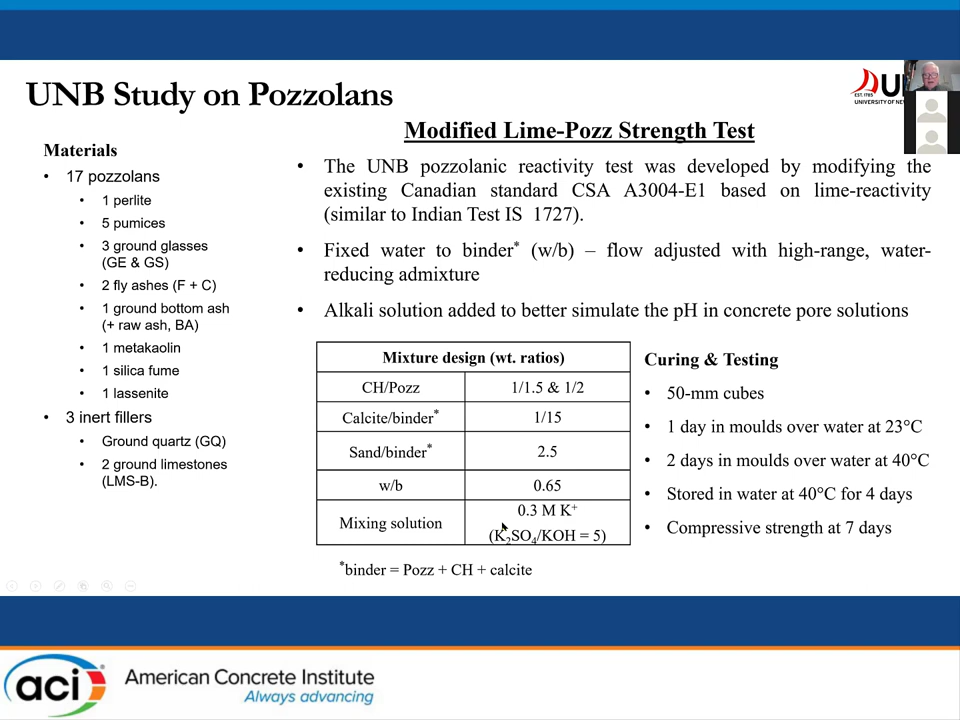 UNB Study on Pozzolans
EST. 1785
UNIVERSITY OF NE
Materials
• 17 pozzolans
• 1 perlite
• 5 pumices
• 3 ground glasses
(GE & GS)
• 2 fly ashes (F + C)
• 1 ground bottom ash
(+ raw ash, BA)
• 1 metakaolin
• 1 silica fume
• 1 lassenite
• 3 inert fillers
• Ground quartz (GQ)
• 2 ground limestones
(LMS-B).
Modified Lime-Pozz Strength Test
• The UNB pozzolanic reactivity test was developed by modifying the
existing Canadian standard CSA A3004-E1 based on lime-reactivity
(similar to Indian Test IS 1727).
• Fixed water to binder* (w/b) – flow adjusted with high-range, water-
reducing admixture
• Alkali solution added to better simulate the pH in concrete pore solutions
Mixture design (wt. ratios)
CH/Pozz 1/1.5 & 1/2
Calcite/binder* 1/15
Sand/binder* 2.5
w/b 0.65
Mixing solution 0.3 M K⁺
(K₂SO₄/KOH = 5)
*binder = Pozz + CH + calcite
Curing & Testing
• 50-mm cubes
• 1 day in moulds over water at 23°C
• 2 days in moulds over water at 40°C
• Stored in water at 40°C for 4 days
• Compressive strength at 7 days
aci
American Concrete Institute
Always advancing